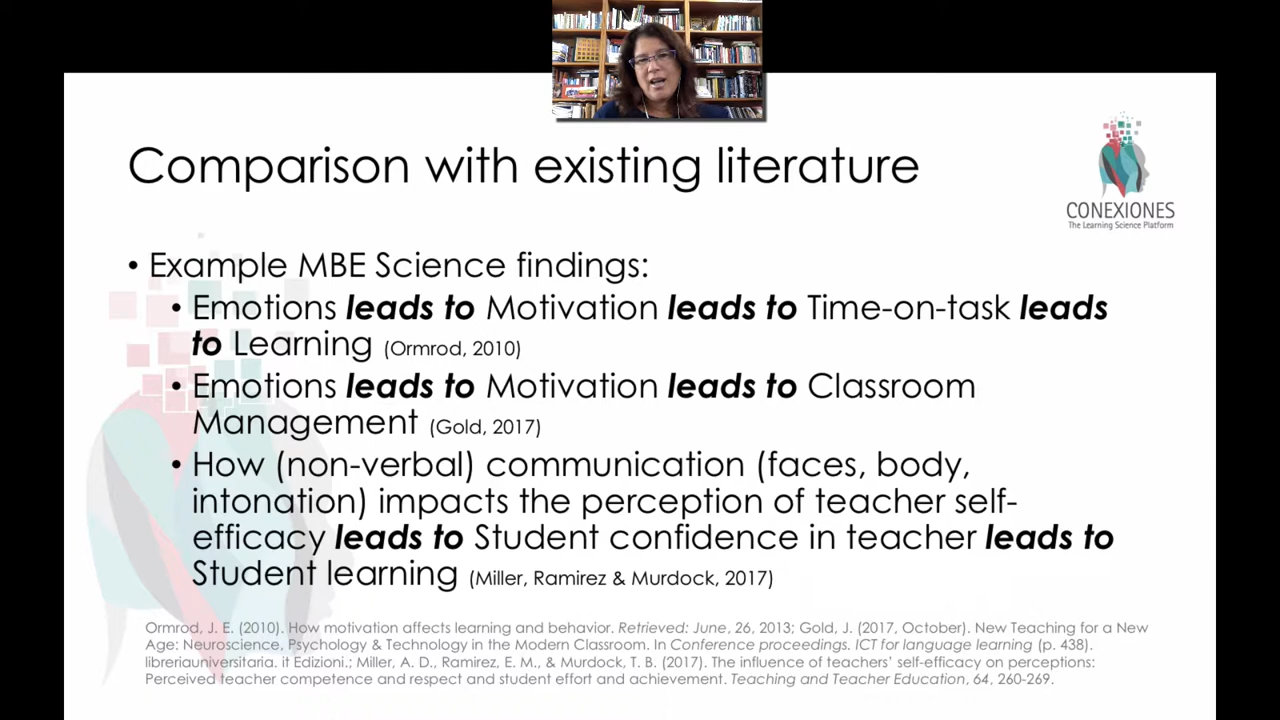 Comparison with existing literature
CONEXIONES
The Learning Science Platform
• Example MBE Science findings:
• Emotions leads to Motivation leads to Time-on-task leads
to Learning (Ormrod, 2010)
• Emotions leads to Motivation leads to Classroom
Management (Gold, 2017)
• How (non-verbal) communication (faces, body,
intonation) impacts the perception of teacher self-
efficacy leads to Student confidence in teacher leads to
Student learning (Miller, Ramirez & Murdock, 2017)
Ormrod, J. E. (2010). How motivation affects learning and behavior. Retrieved: June, 26, 2013; Gold, J. (2017, October). New Teaching for a New
Age: Neuroscience, Psychology & Technology in the Modern Classroom. In Conference proceedings. ICT for language learning (p. 438).
libreriauniversitaria. it Edizioni.; Miller, A. D., Ramirez, E. M., & Murdock, T. B. (2017). The influence of teachers' self-efficacy on perceptions:
Perceived teacher competence and respect and student effort and achievement. Teaching and Teacher Education, 64, 260-269.